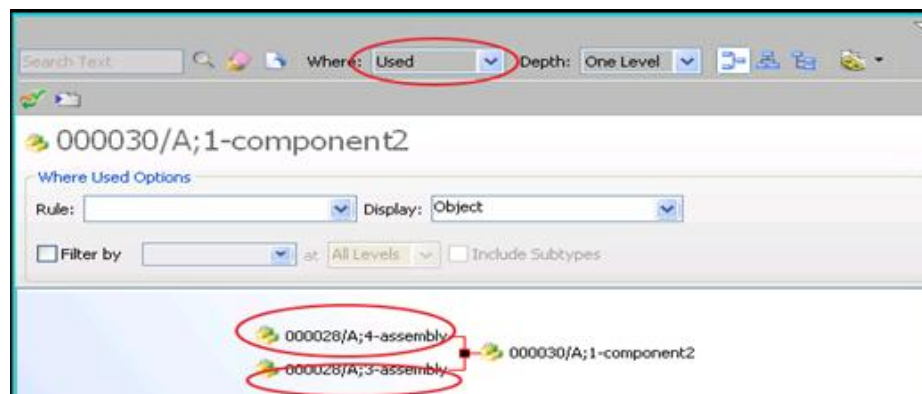 Search Text Where: Used Depth: One Level
000030/A;1-component2
Where Used Options
Rule: Display: Object
Filter by at All Levels Include Subtypes
000028/A;4-assembly
000030/A;1-component2
000028/A;3-assembly